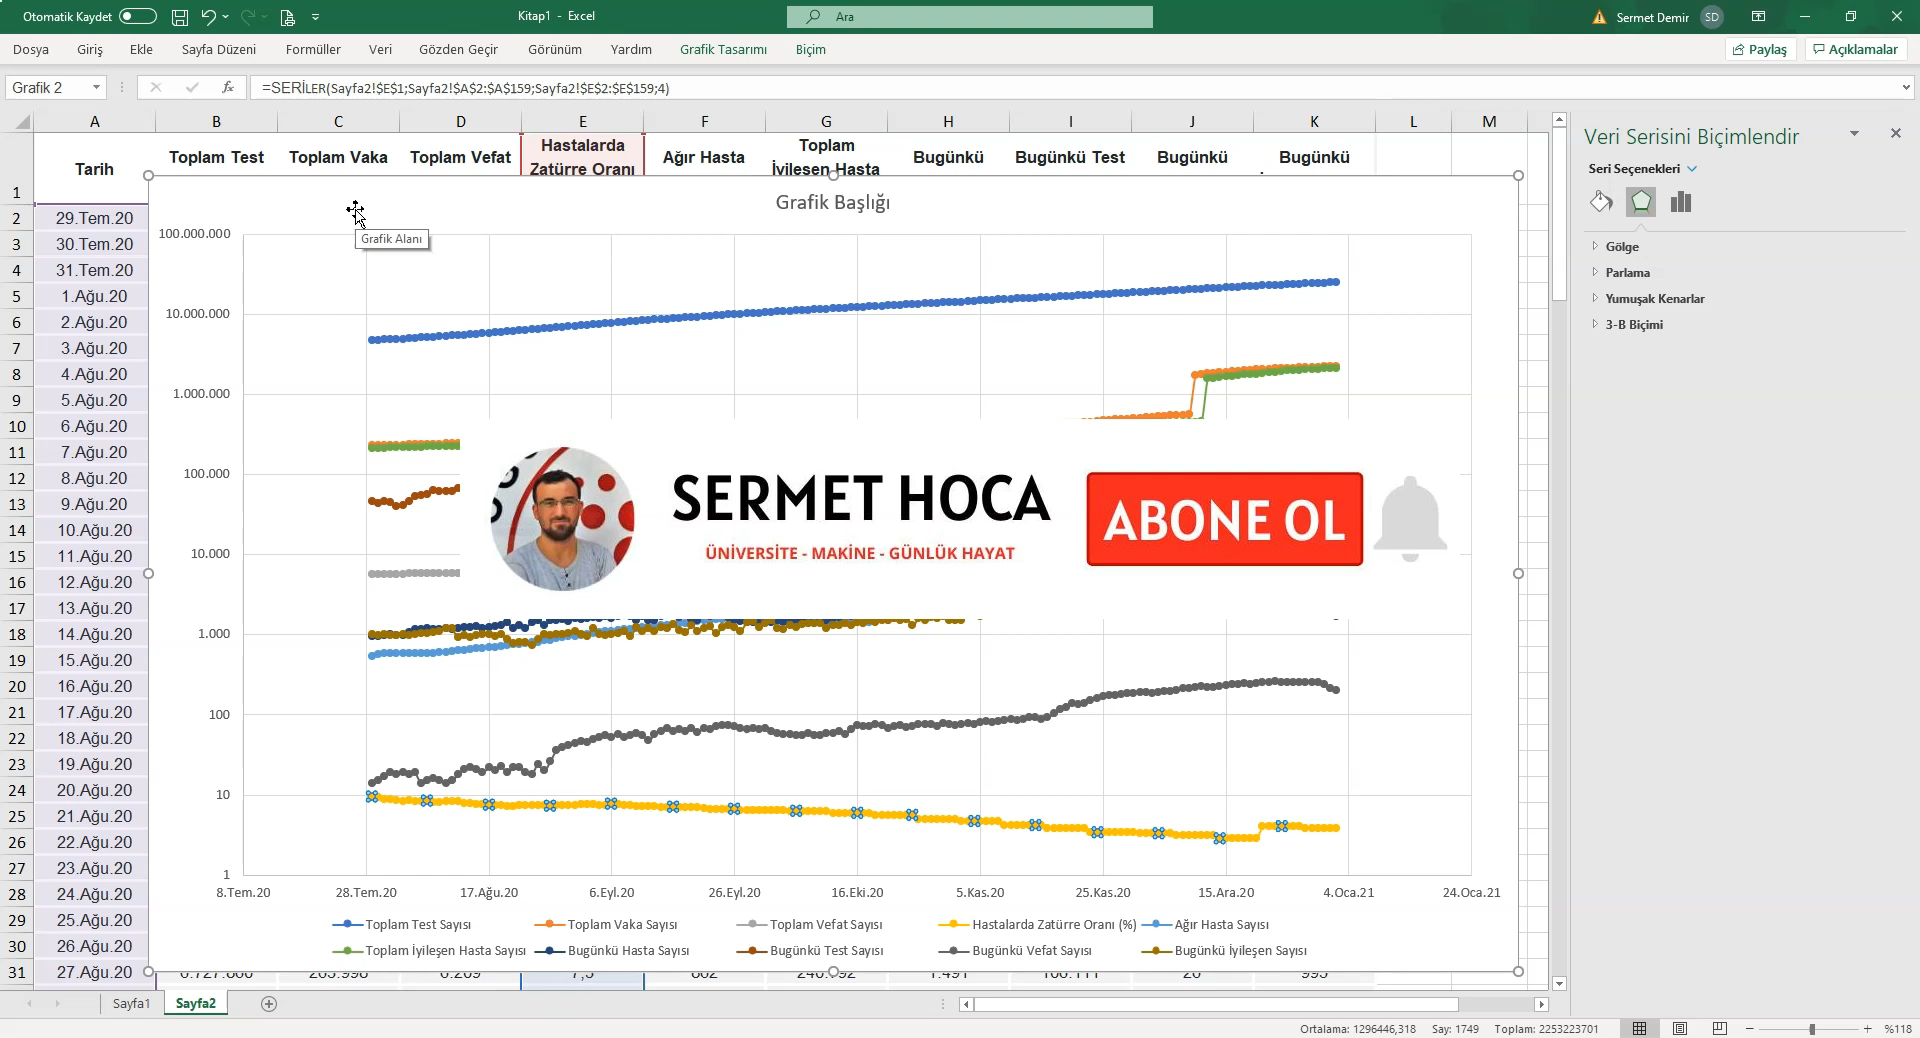 Otomatik Kaydet
Kitap1 - Excel
Ara
Sermet Demir
SD
Dosya Giriş Ekle Sayfa Düzeni Formüller Veri Gözden Geçir Görünüm Yardım Grafik Tasarımı Biçim
Paylaş
Açıklamalar
Grafik 2
fx
=SERİLER(Sayfa2!$E$1;Sayfa2!$A$2:$A$159;Sayfa2!$E$2:$E$159;4)
A B C D E F G H I J K L M
Tarih
Toplam Test
Toplam Vaka
Toplam Vefat
Hastalarda
Zatürre Oranı
Ağır Hasta
Toplam
İyileşen Hasta
Bugünkü
Bugünkü Test
Bugünkü
Bugünkü
1
2 29.Tem.20
3 30.Tem.20
4 31.Tem.20
5 1.Ağu.20
6 2.Ağu.20
7 3.Ağu.20
8 4.Ağu.20
9 5.Ağu.20
10 6.Ağu.20
11 7.Ağu.20
12 8.Ağu.20
13 9.Ağu.20
14 10.Ağu.20
15 11.Ağu.20
16 12.Ağu.20
17 13.Ağu.20
18 14.Ağu.20
19 15.Ağu.20
20 16.Ağu.20
21 17.Ağu.20
22 18.Ağu.20
23 19.Ağu.20
24 20.Ağu.20
25 21.Ağu.20
26 22.Ağu.20
27 23.Ağu.20
28 24.Ağu.20
29 25.Ağu.20
30 26.Ağu.20
31 27.Ağu.20
Grafik Başlığı
Grafik Alanı
100.000.000
10.000.000
1.000.000
100.000
10.000
1.000
100
10
1
SERMET HOCA
ÜNİVERSİTE - MAKİNE - GÜNLÜK HAYAT
ABONE OL
8.Tem.20 28.Tem.20 17.Ağu.20 6.Eyl.20 26.Eyl.20 16.Eki.20 5.Kas.20 25.Kas.20 15.Ara.20 4.Oca.21 24.Oca.21
Toplam Test Sayısı Toplam Vaka Sayısı Toplam Vefat Sayısı Hastalarda Zatürre Oranı (%) Ağır Hasta Sayısı
Toplam İyileşen Hasta Sayısı Bugünkü Hasta Sayısı Bugünkü Test Sayısı Bugünkü Vefat Sayısı Bugünkü İyileşen Sayısı
Veri Serisini Biçimlendir
Seri Seçenekleri
Gölge
Parlama
Yumuşak Kenarlar
3-B Biçimi
Sayfa1 Sayfa2
Ortalama: 1296446,318 Say: 1749 Toplam: 2253223701
%118